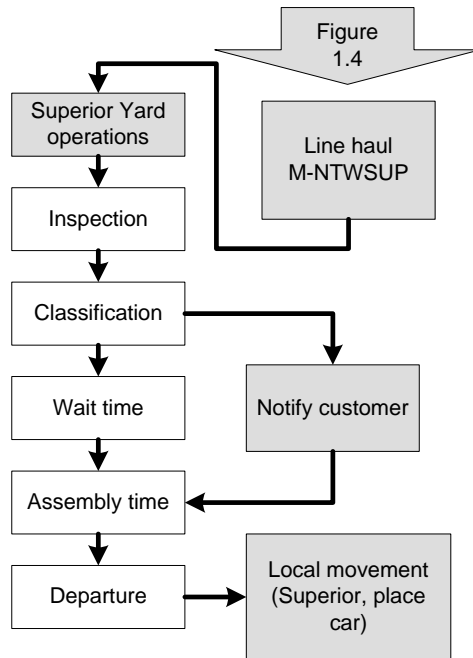 Figure
1.4
Line haul
M-NTWSUP
Superior Yard
operations
Inspection
Classification
Wait time
Notify customer
Assembly time
Departure
Local movement
(Superior, place
car)